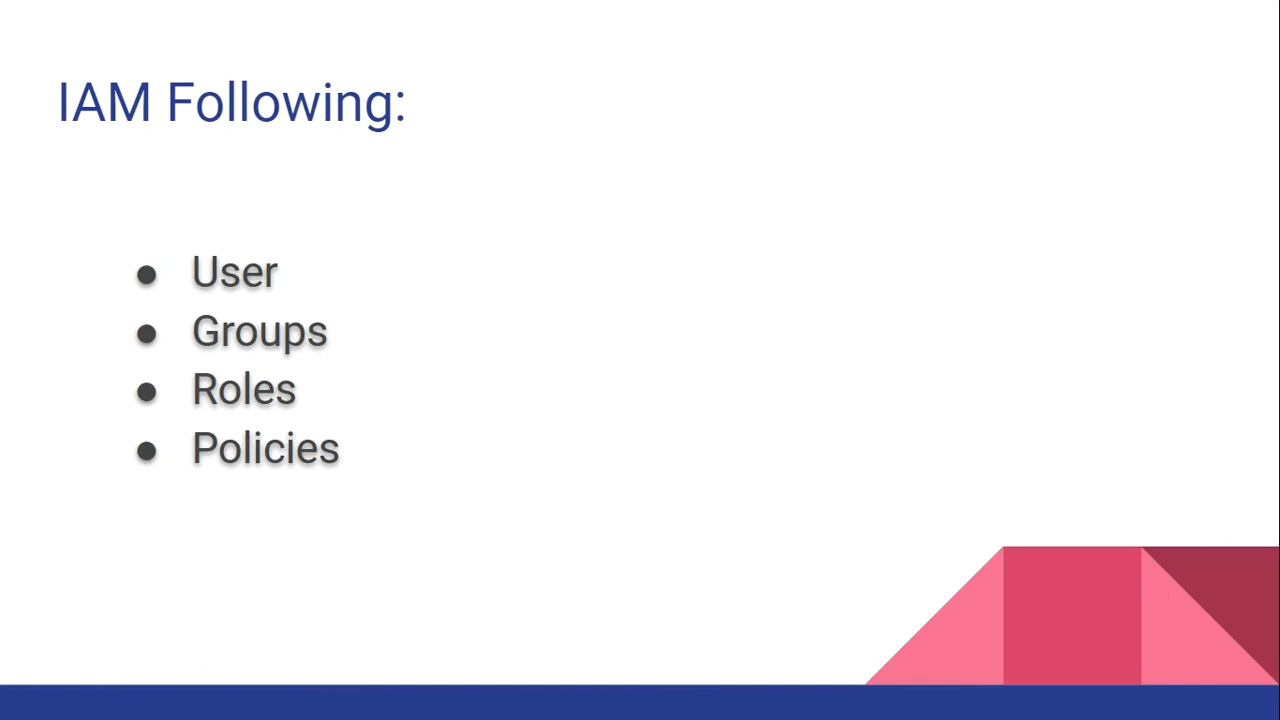 IAM Following:
● User
● Groups
● Roles
● Policies